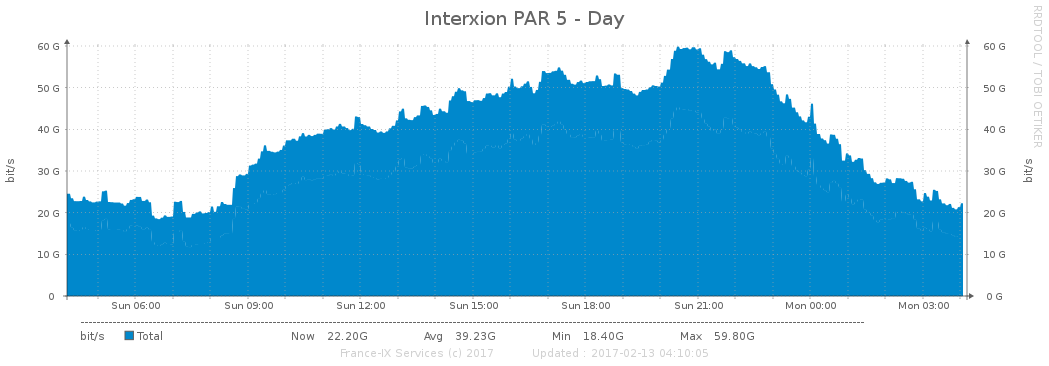 Interxion PAR 5 - Day
RRDTOOL / TOBI OETIKER
bit/s
60 G
50 G
40 G
30 G
20 G
10 G
0
60 G
50 G
40 G
30 G
20 G
10 G
0 G
bit/s
Sun 06:00 Sun 09:00 Sun 12:00 Sun 15:00 Sun 18:00 Sun 21:00 Mon 00:00 Mon 03:00
bit/s Total Now 22.20G Avg 39.23G Min 18.40G Max 59.80G
France-IX Services (c) 2017 Updated : 2017-02-13 04:10:05